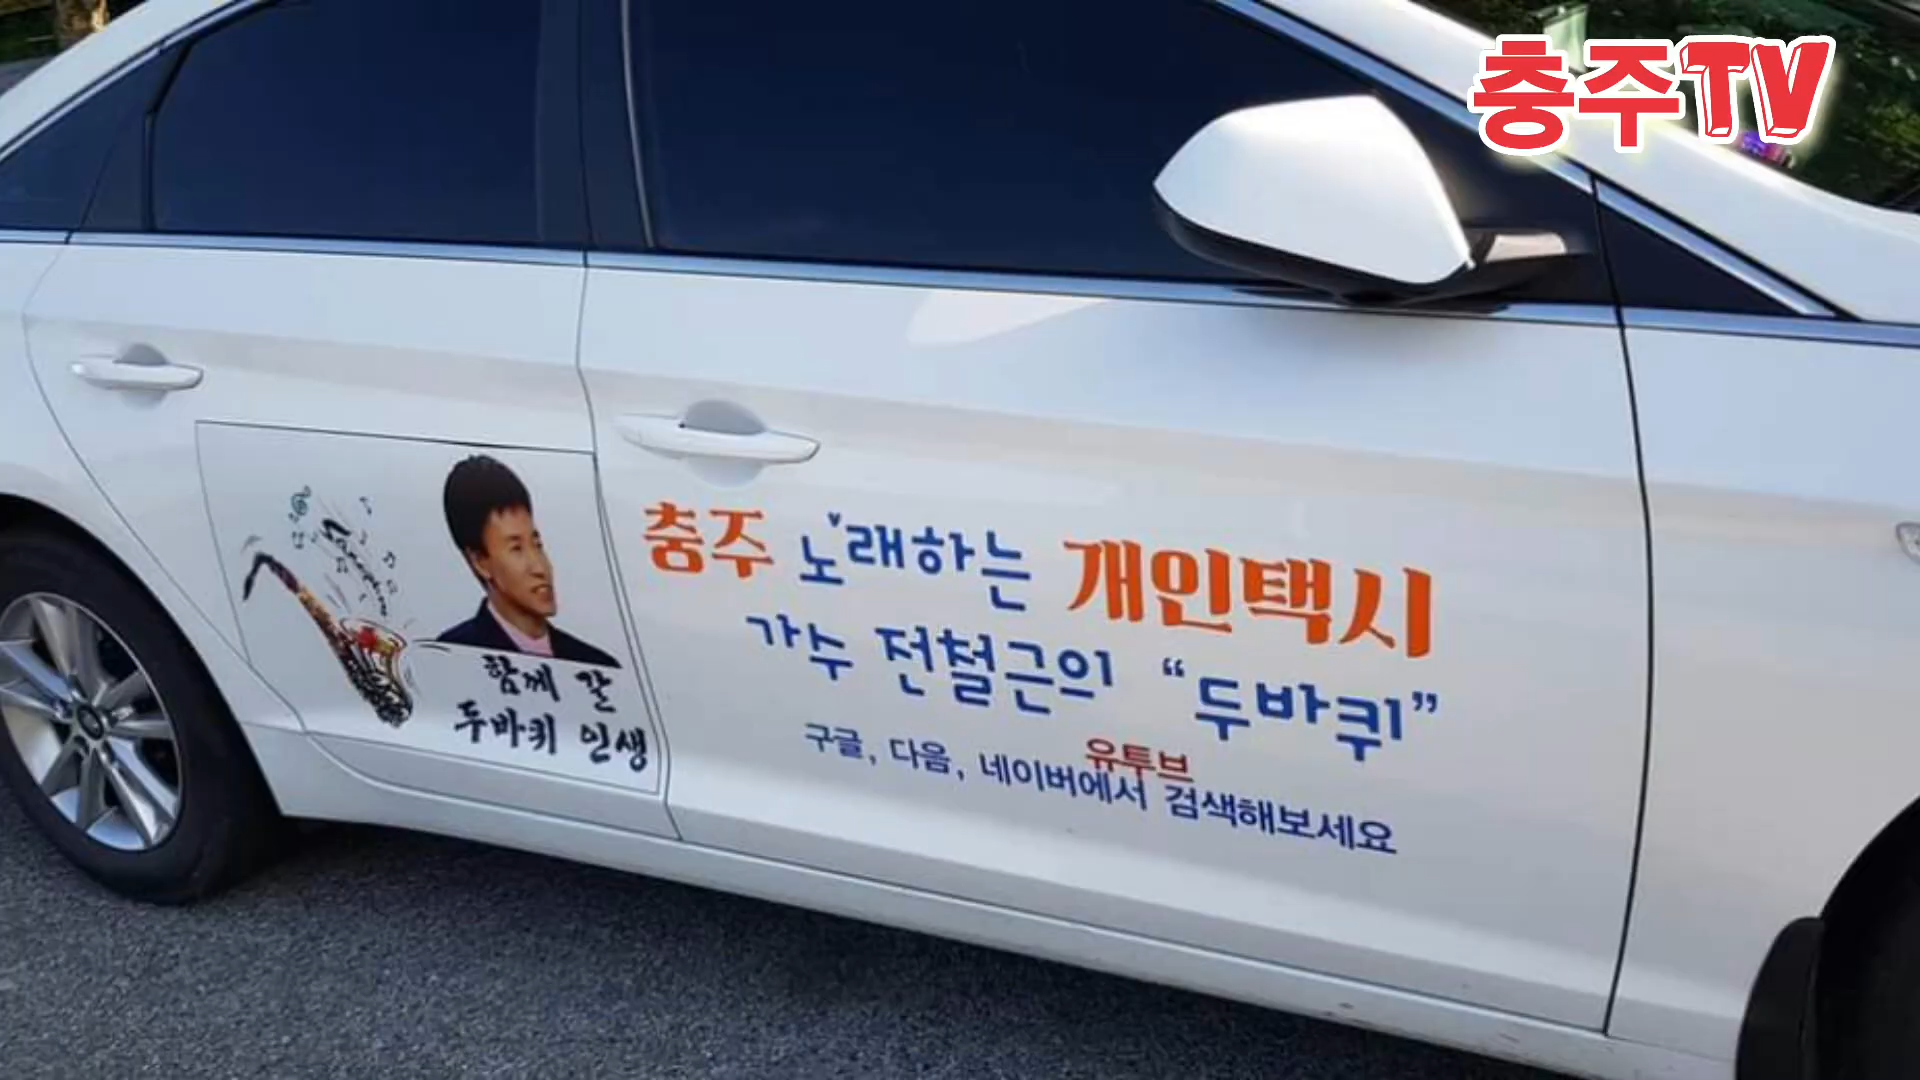 충주TV
충주 노래하는 개인택시
가수 전철근의 “두바퀴”
유투브
구글, 다음, 네이버에서 검색해보세요
함께 갈
두바퀴 인생